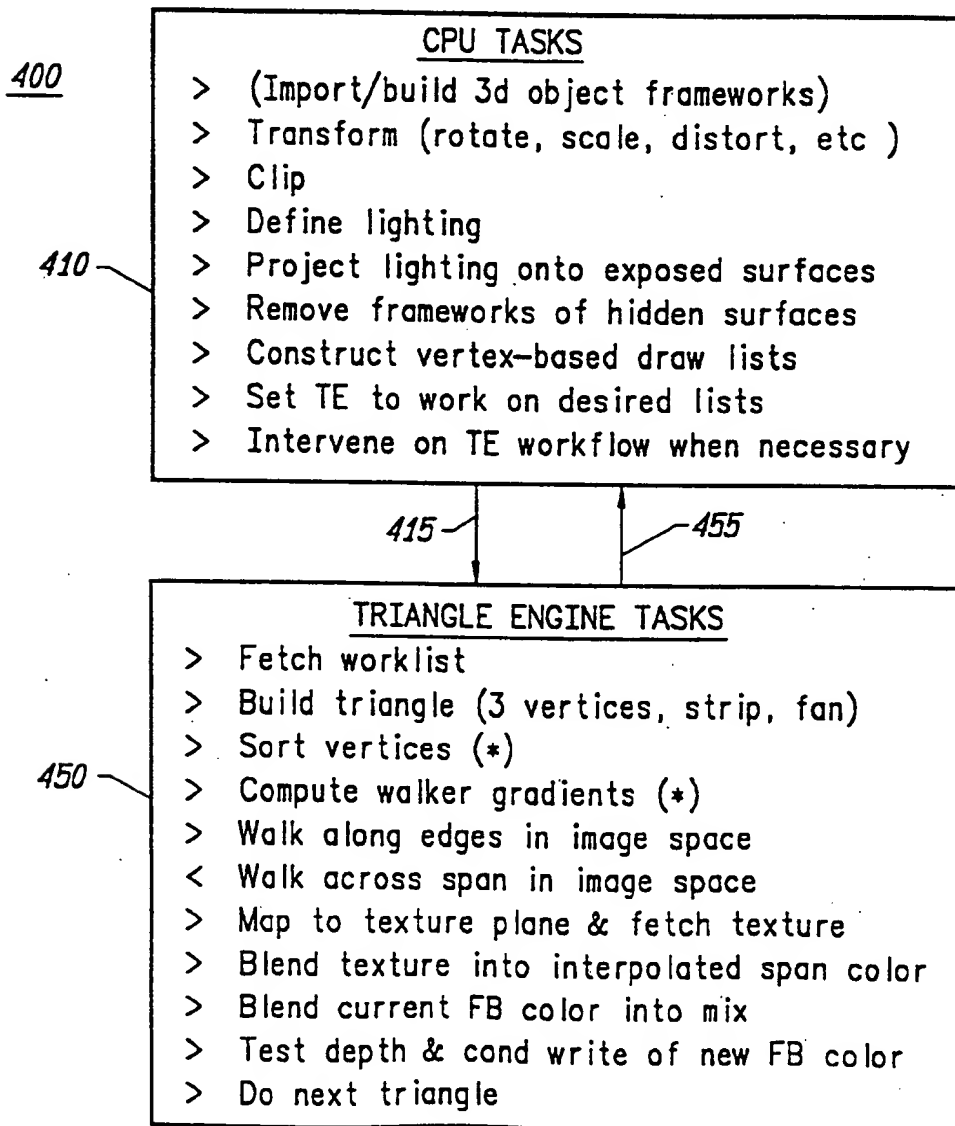 400
CPU TASKS
> (Import/build 3d object frameworks)
> Transform (rotate, scale, distort, etc )
> Clip
> Define lighting
410
> Project lighting onto exposed surfaces
> Remove frameworks of hidden surfaces
> Construct vertex-based draw lists
> Set TE to work on desired lists
> Intervene on TE workflow when necessary
415
455
TRIANGLE ENGINE TASKS
> Fetch worklist
> Build triangle (3 vertices, strip, fan)
> Sort vertices (*)
450
> Compute walker gradients (*)
> Walk along edges in image space
< Walk across span in image space
> Map to texture plane & fetch texture
> Blend texture into interpolated span color
> Blend current FB color into mix
> Test depth & cond write of new FB color
> Do next triangle